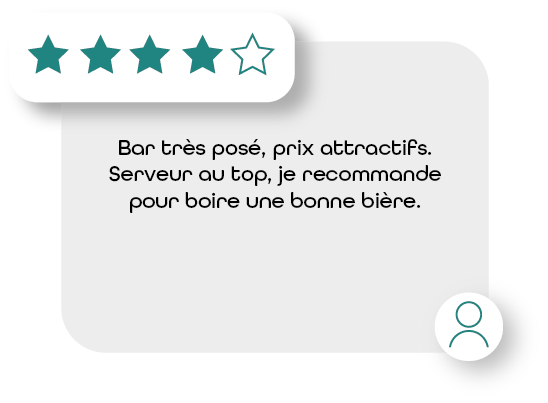 Bar très posé, prix attractifs.
Serveur au top, je recommande
pour boire une bonne bière.